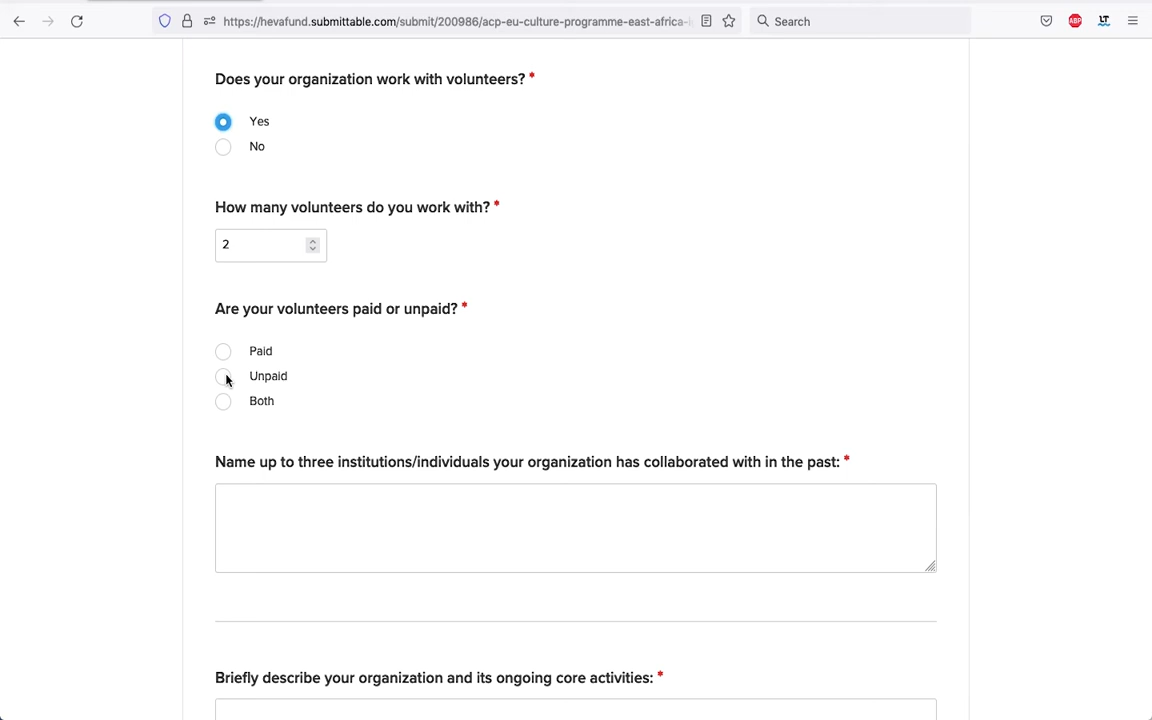 https://hevafund.submittable.com/submit/200986/acp-eu-culture-programme-east-africa-
Search
ABP
LT
Does your organization work with volunteers? *
Yes
No
How many volunteers do you work with? *
2
Are your volunteers paid or unpaid? *
Paid
Unpaid
Both
Name up to three institutions/individuals your organization has collaborated with in the past: *
Briefly describe your organization and its ongoing core activities: *